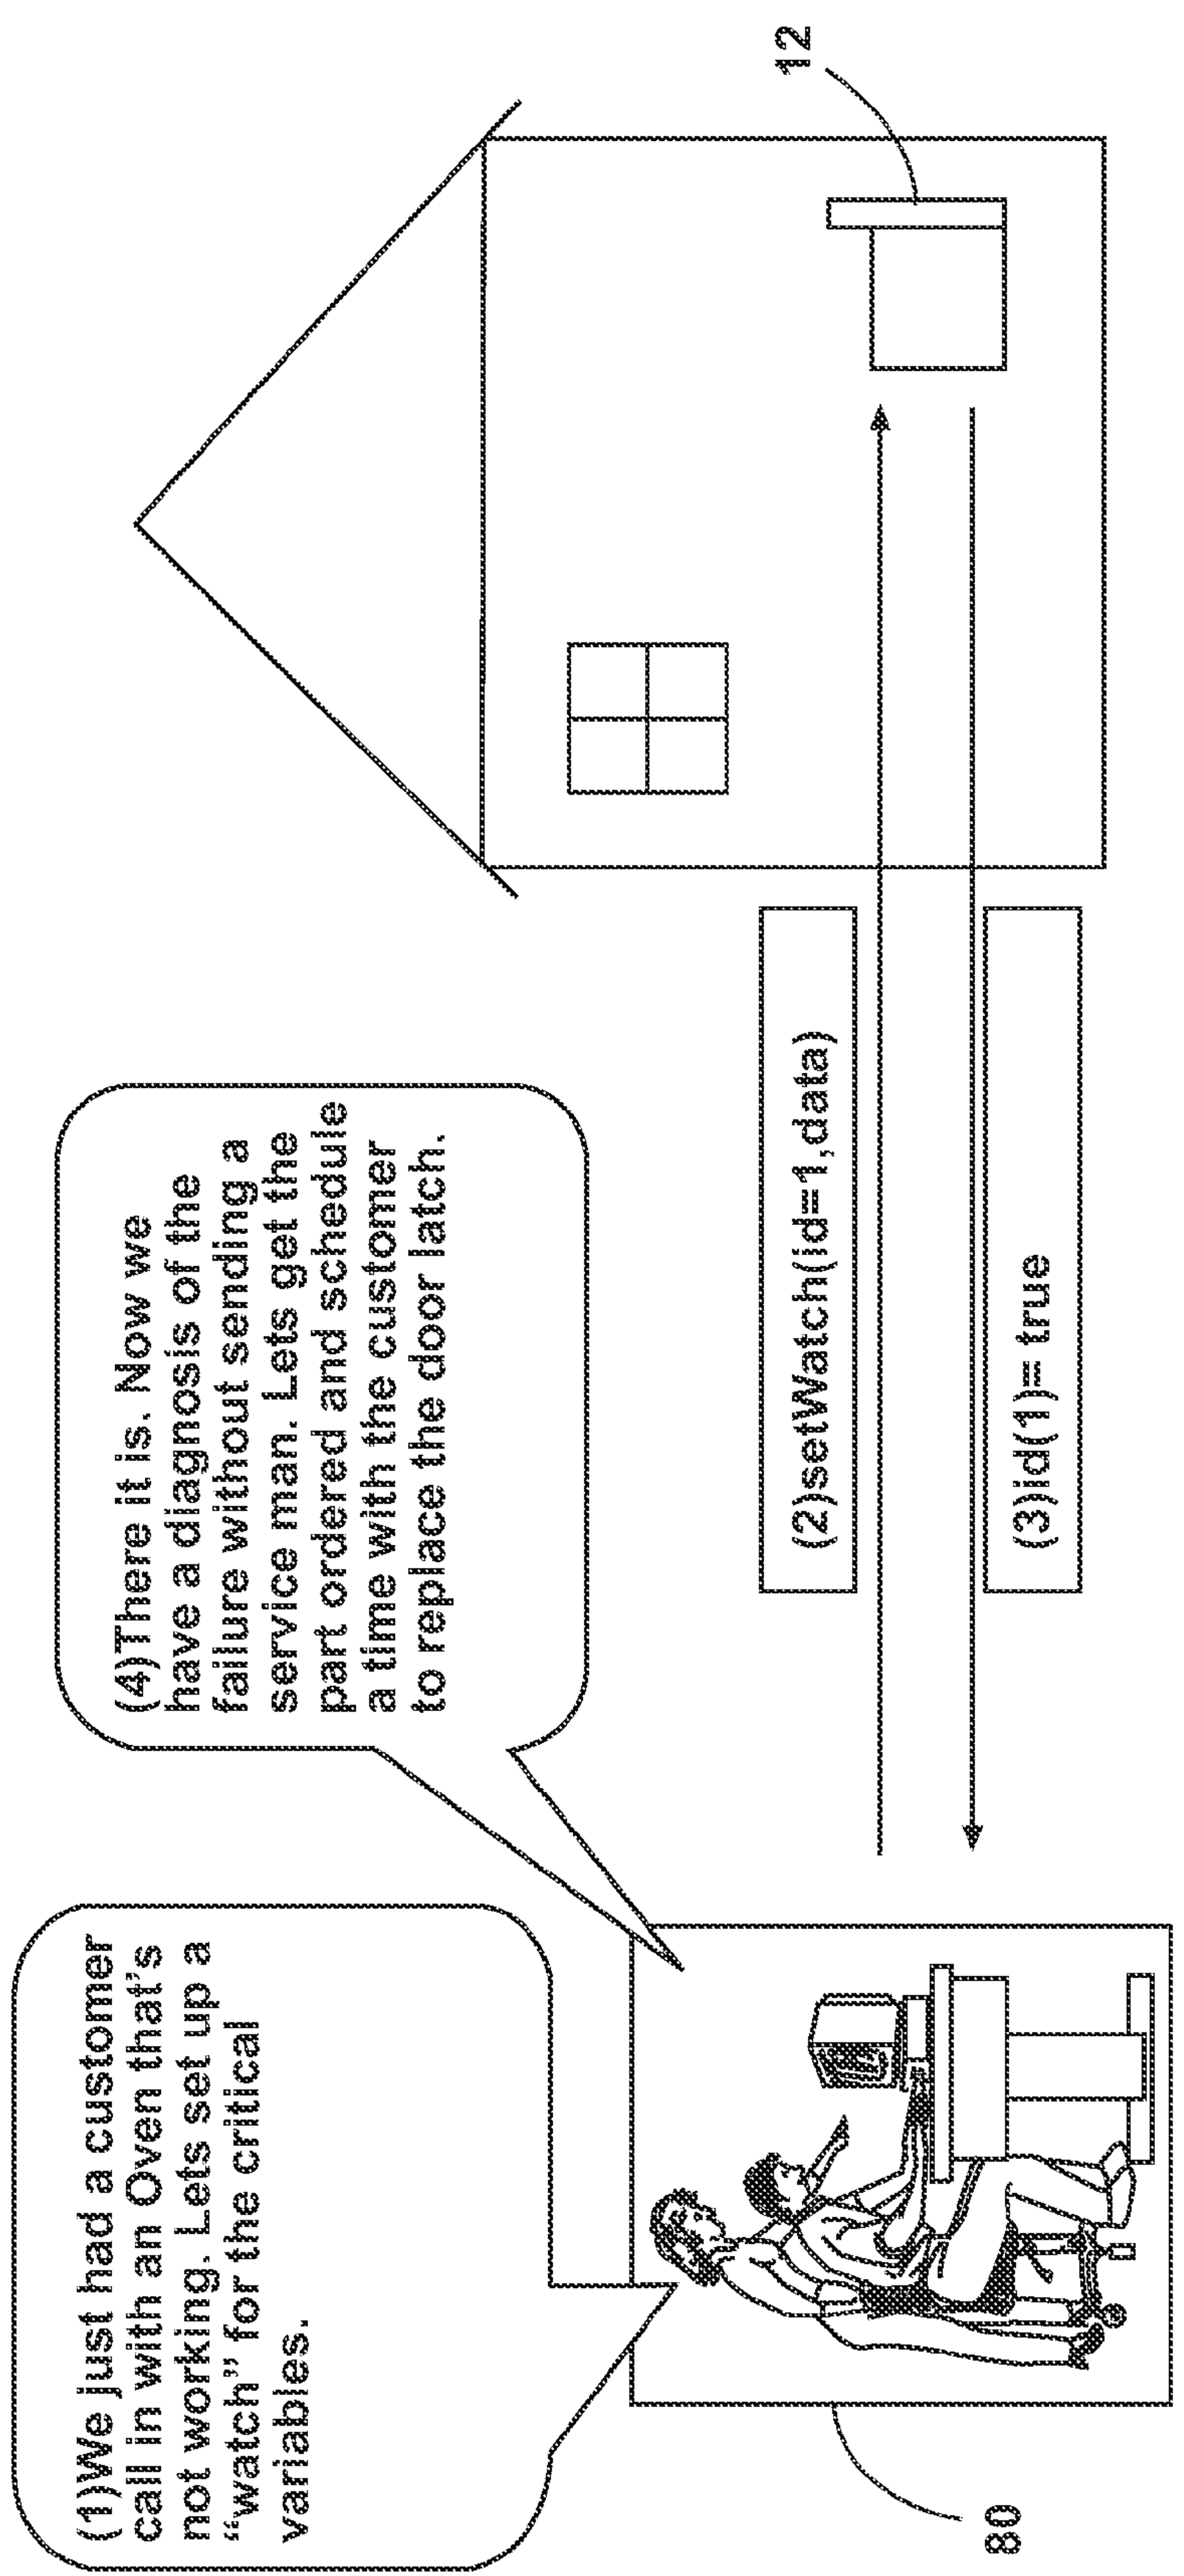 (1)We just had a customer
call in with an Oven that's
not working. Lets set up a
“watch” for the critical
variables.
(4)There it is. Now we
have a diagnosis of the
failure without sending a
service man. Lets get the
part ordered and schedule
a time with the customer
to replace the door latch.
(2)setWatch(id=1,data)
(3)id(1)= true
80
12